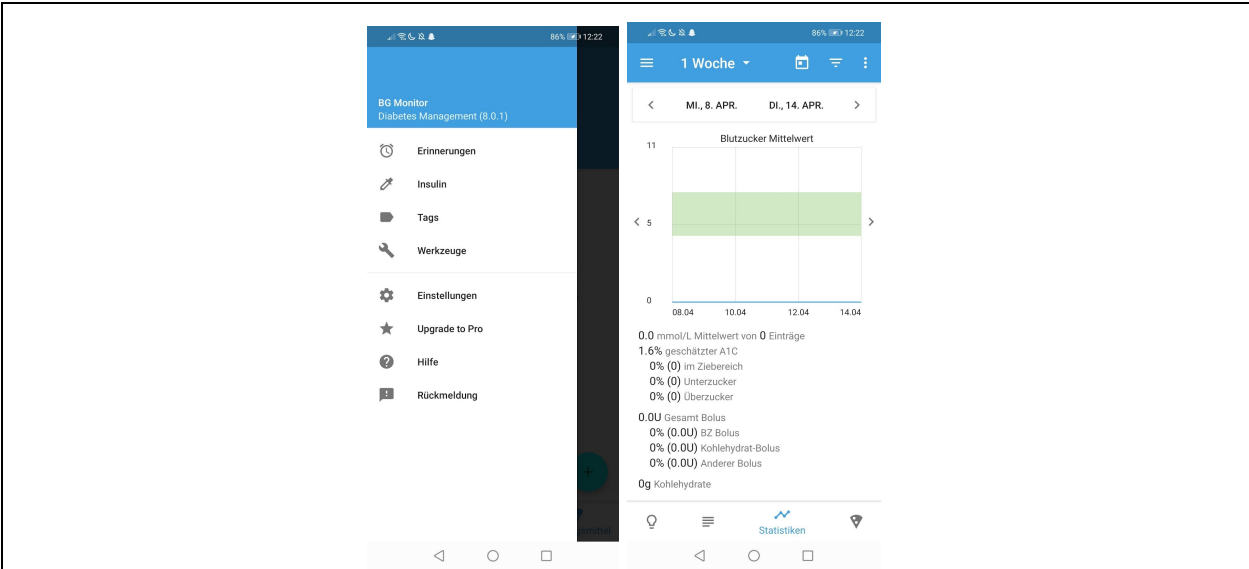 86% 12:22
BG Monitor
Diabetes Management (8.0.1)
Erinnerungen
Insulin
Tags
Werkzeuge
Einstellungen
Upgrade to Pro
Hilfe
Rückmeldung
86% 12:22
1 Woche
MI., 8. APR. DI., 14. APR.
Blutzucker Mittelwert
11
5
0
08.04 10.04 12.04 14.04
0.0 mmol/L Mittelwert von 0 Einträge
1.6% geschätzter A1C
0% (0) im Ziebereich
0% (0) Unterzucker
0% (0) Überzucker
0.0U Gesamt Bolus
0% (0.0U) BZ Bolus
0% (0.0U) Kohlehydrat-Bolus
0% (0.0U) Anderer Bolus
0g Kohlehydrate
Statistiken